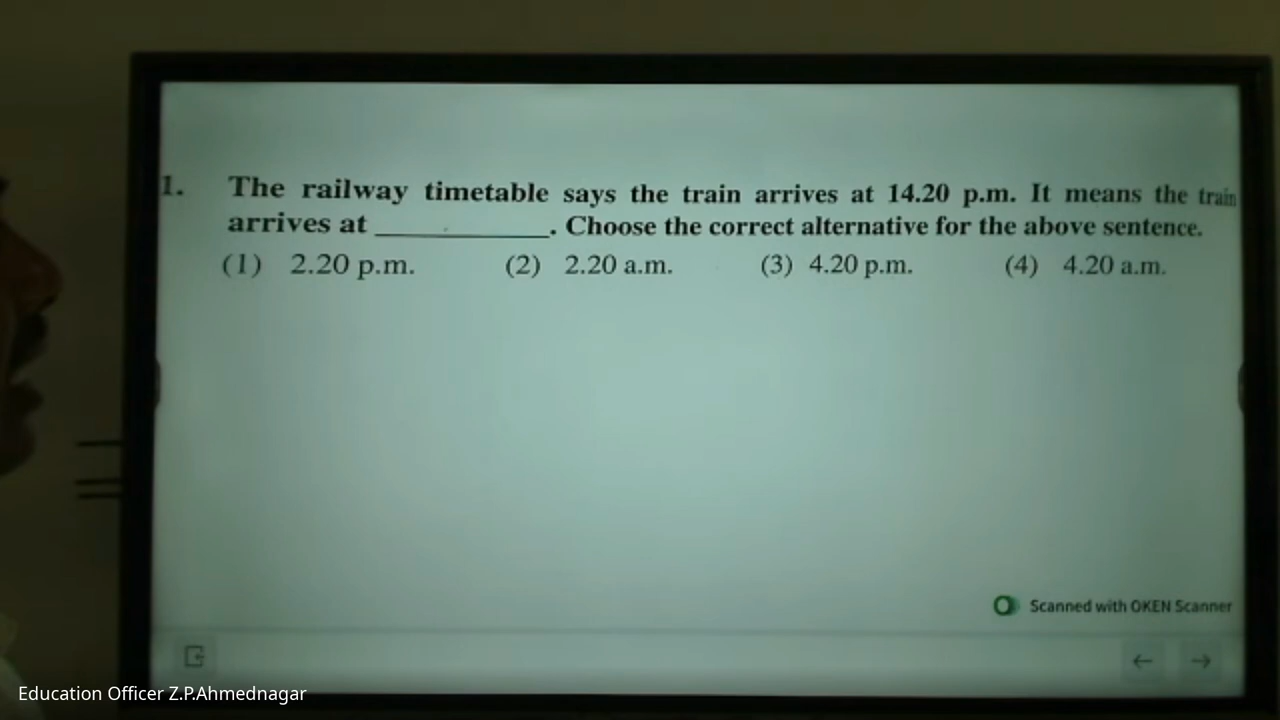 1. The railway timetable says the train arrives at 14.20 p.m. It means the train
arrives at __________. Choose the correct alternative for the above sentence.
(1) 2.20 p.m. (2) 2.20 a.m. (3) 4.20 p.m. (4) 4.20 a.m.
Scanned with OKEN Scanner
Education Officer Z.P.Ahmednagar